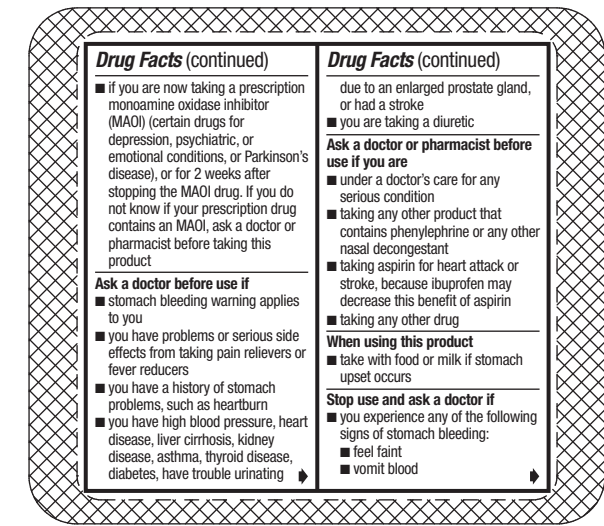 Drug Facts (continued)
■ if you are now taking a prescription
monoamine oxidase inhibitor
(MAOI) (certain drugs for
depression, psychiatric, or
emotional conditions, or Parkinson's
disease), or for 2 weeks after
stopping the MAOI drug. If you do
not know if your prescription drug
contains an MAOI, ask a doctor or
pharmacist before taking this
product
Ask a doctor before use if
■ stomach bleeding warning applies
to you
■ you have problems or serious side
effects from taking pain relievers or
fever reducers
■ you have a history of stomach
problems, such as heartburn
■ you have high blood pressure, heart
disease, liver cirrhosis, kidney
disease, asthma, thyroid disease,
diabetes, have trouble urinating
Drug Facts (continued)
due to an enlarged prostate gland,
or had a stroke
■ you are taking a diuretic
Ask a doctor or pharmacist before
use if you are
■ under a doctor's care for any
serious condition
■ taking any other product that
contains phenylephrine or any other
nasal decongestant
■ taking aspirin for heart attack or
stroke, because ibuprofen may
decrease this benefit of aspirin
■ taking any other drug
When using this product
■ take with food or milk if stomach
upset occurs
Stop use and ask a doctor if
■ you experience any of the following
signs of stomach bleeding:
■ feel faint
■ vomit blood